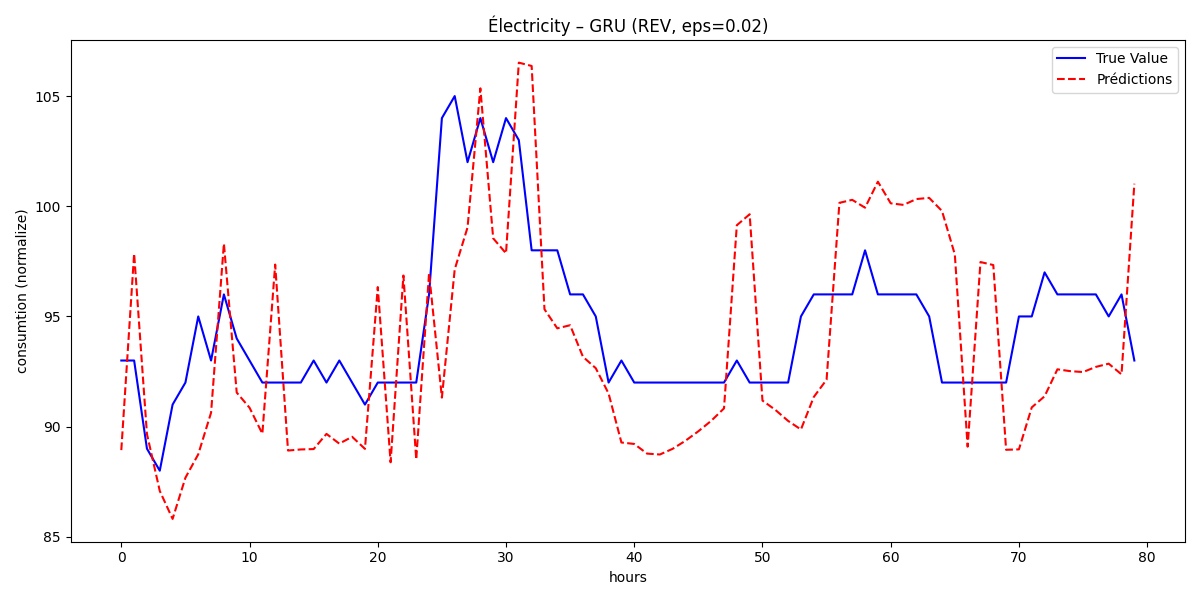 Électricity – GRU (REV, eps=0.02)
True Value
Prédictions
consumtion (normalize)
105
100
95
90
85
0 10 20 30 40 50 60 70 80
hours